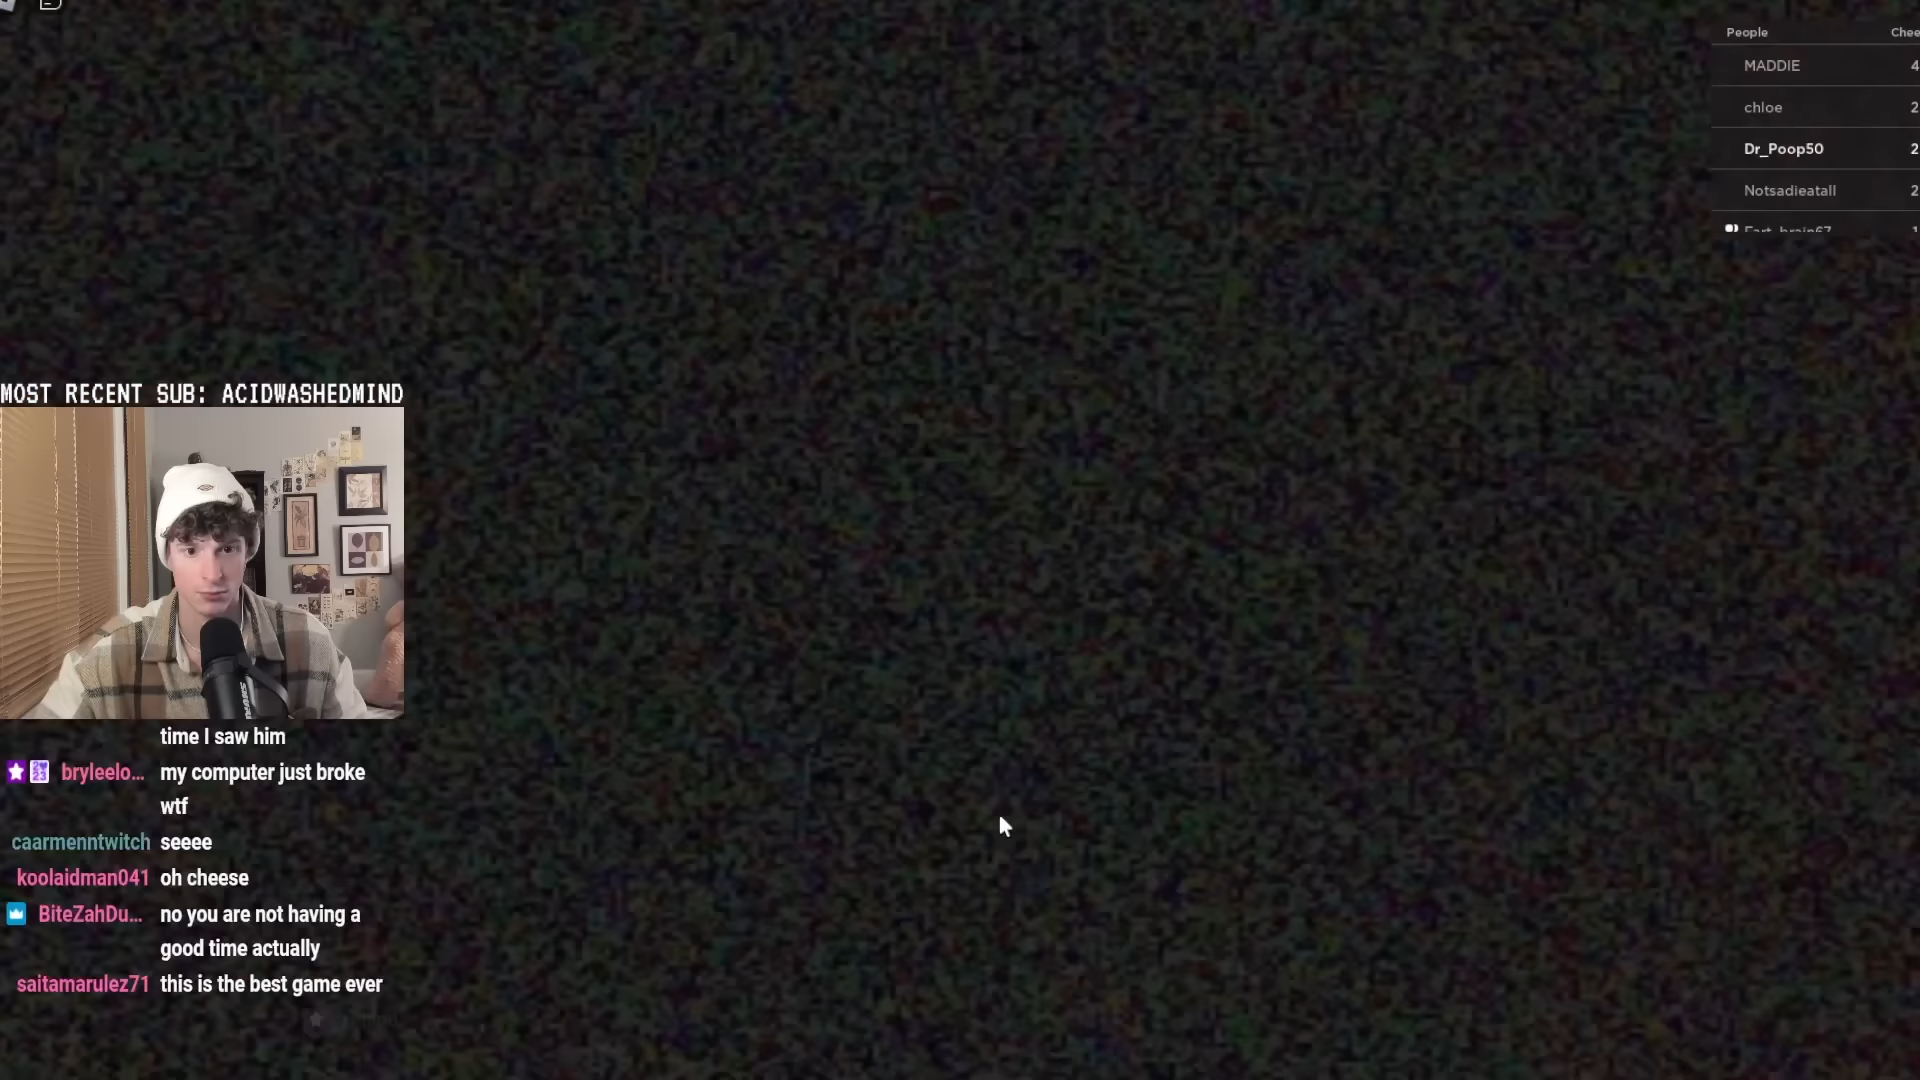 People Chee
MADDIE 4
chloe 2
Dr_Poop50 2
Notsadieatall 2
Fart_brain67 1
MOST RECENT SUB: ACIDWASHEDMIND
time I saw him
bryleelo... my computer just broke
wtf
caarmenntwitch seeee
koolaidman041 oh cheese
BiteZahDu... no you are not having a
good time actually
saitamarulez71 this is the best game ever